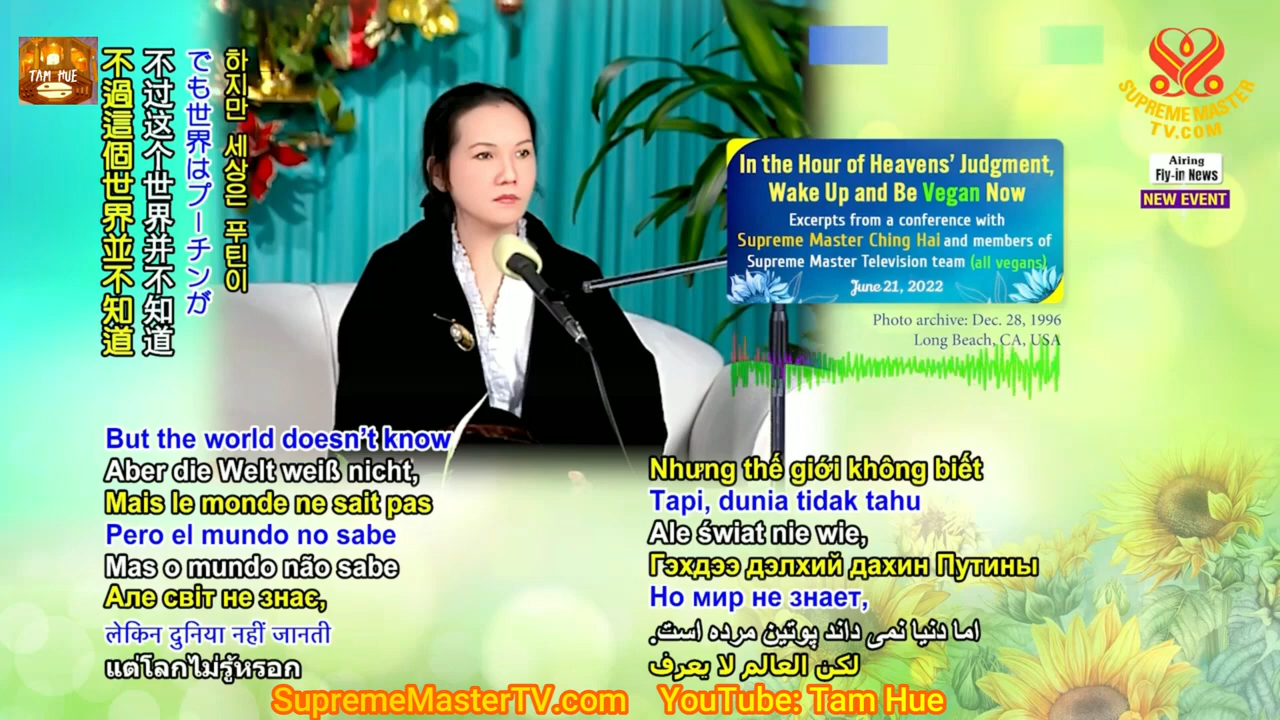 TAM HUE
하지만 세상은 푸틴이
でも世界はプーチンが
不过这个世界并不知道
不過這個世界並不知道
SUPREME MASTER
TV.COM
Airing
Fly-in News
NEW EVENT
In the Hour of Heavens’ Judgment,
Wake Up and Be Vegan Now
Excerpts from a conference with
Supreme Master Ching Hai and members of
Supreme Master Television team (all vegans)
June 21, 2022
Photo archive: Dec. 28, 1996
Long Beach, CA, USA
But the world doesn’t know
Aber die Welt weiß nicht,
Mais le monde ne sait pas
Pero el mundo no sabe
Mas o mundo não sabe
Але світ не знає,
लेकिन दुनिया नहीं जानती
แต่โลกไม่รู้หรอก
Nhưng thế giới không biết
Tapi, dunia tidak tahu
Ale świat nie wie,
Гэхдээ дэлхий дахин Путины
Но мир не знает,
اما دنیا نمی داند پوتین مرده است.
لكن العالم لا يعرف
SupremeMasterTV.com YouTube: Tam Hue